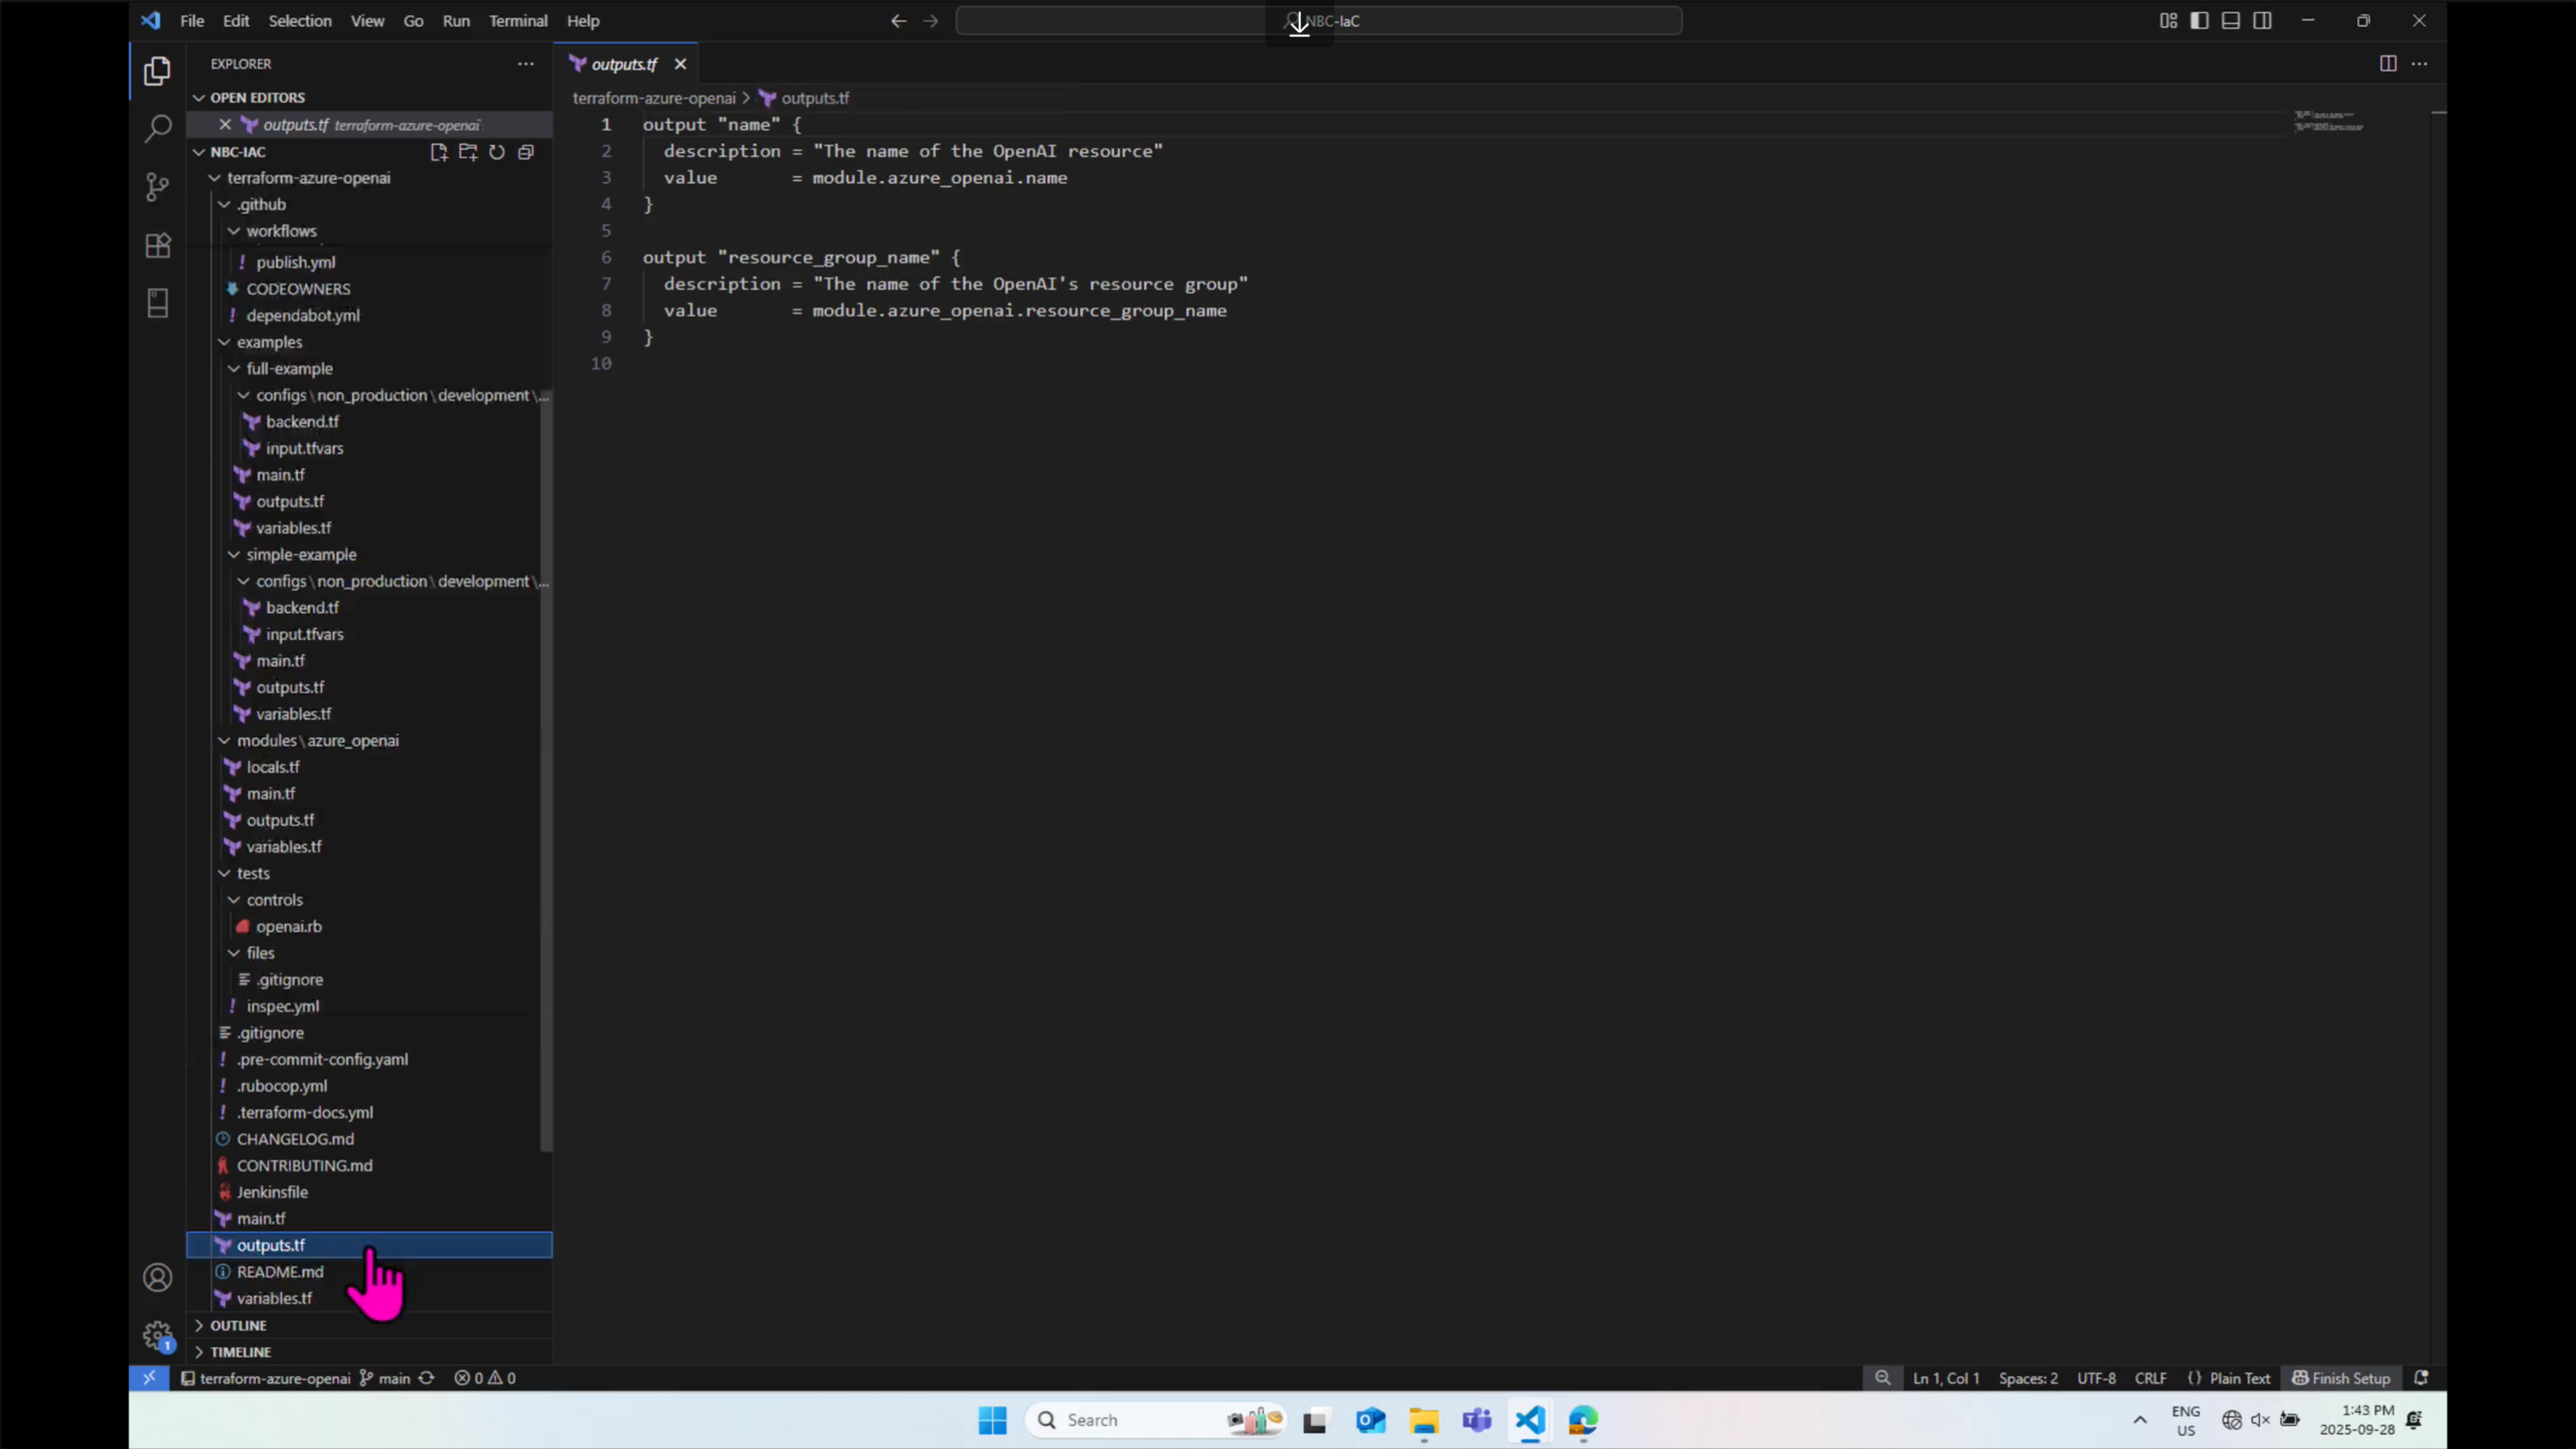 File Edit Selection View Go Run Terminal Help
NBC-IaC
EXPLORER
OPEN EDITORS
outputs.tf terraform-azure-openai
NBC-IAC
terraform-azure-openai
.github
workflows
publish.yml
CODEOWNERS
dependabot.yml
examples
full-example
configs\non_production\development\...
backend.tf
input.tfvars
main.tf
outputs.tf
variables.tf
simple-example
configs\non_production\development\...
backend.tf
input.tfvars
main.tf
outputs.tf
variables.tf
modules\azure_openai
locals.tf
main.tf
outputs.tf
variables.tf
tests
controls
openai.rb
files
.gitignore
inspec.yml
.gitignore
.pre-commit-config.yaml
.rubocop.yml
.terraform-docs.yml
CHANGELOG.md
CONTRIBUTING.md
Jenkinsfile
main.tf
outputs.tf
README.md
variables.tf
OUTLINE
TIMELINE
outputs.tf
terraform-azure-openai > outputs.tf
1 output "name" {
2 description = "The name of the OpenAI resource"
3 value = module.azure_openai.name
4 }
5
6 output "resource_group_name" {
7 description = "The name of the OpenAI's resource group"
8 value = module.azure_openai.resource_group_name
9 }
10
terraform-azure-openai main 0 0
Ln 1, Col 1 Spaces: 2 UTF-8 CRLF {} Plain Text Finish Setup
1
Search
ENG
US
1:43 PM
2025-09-28